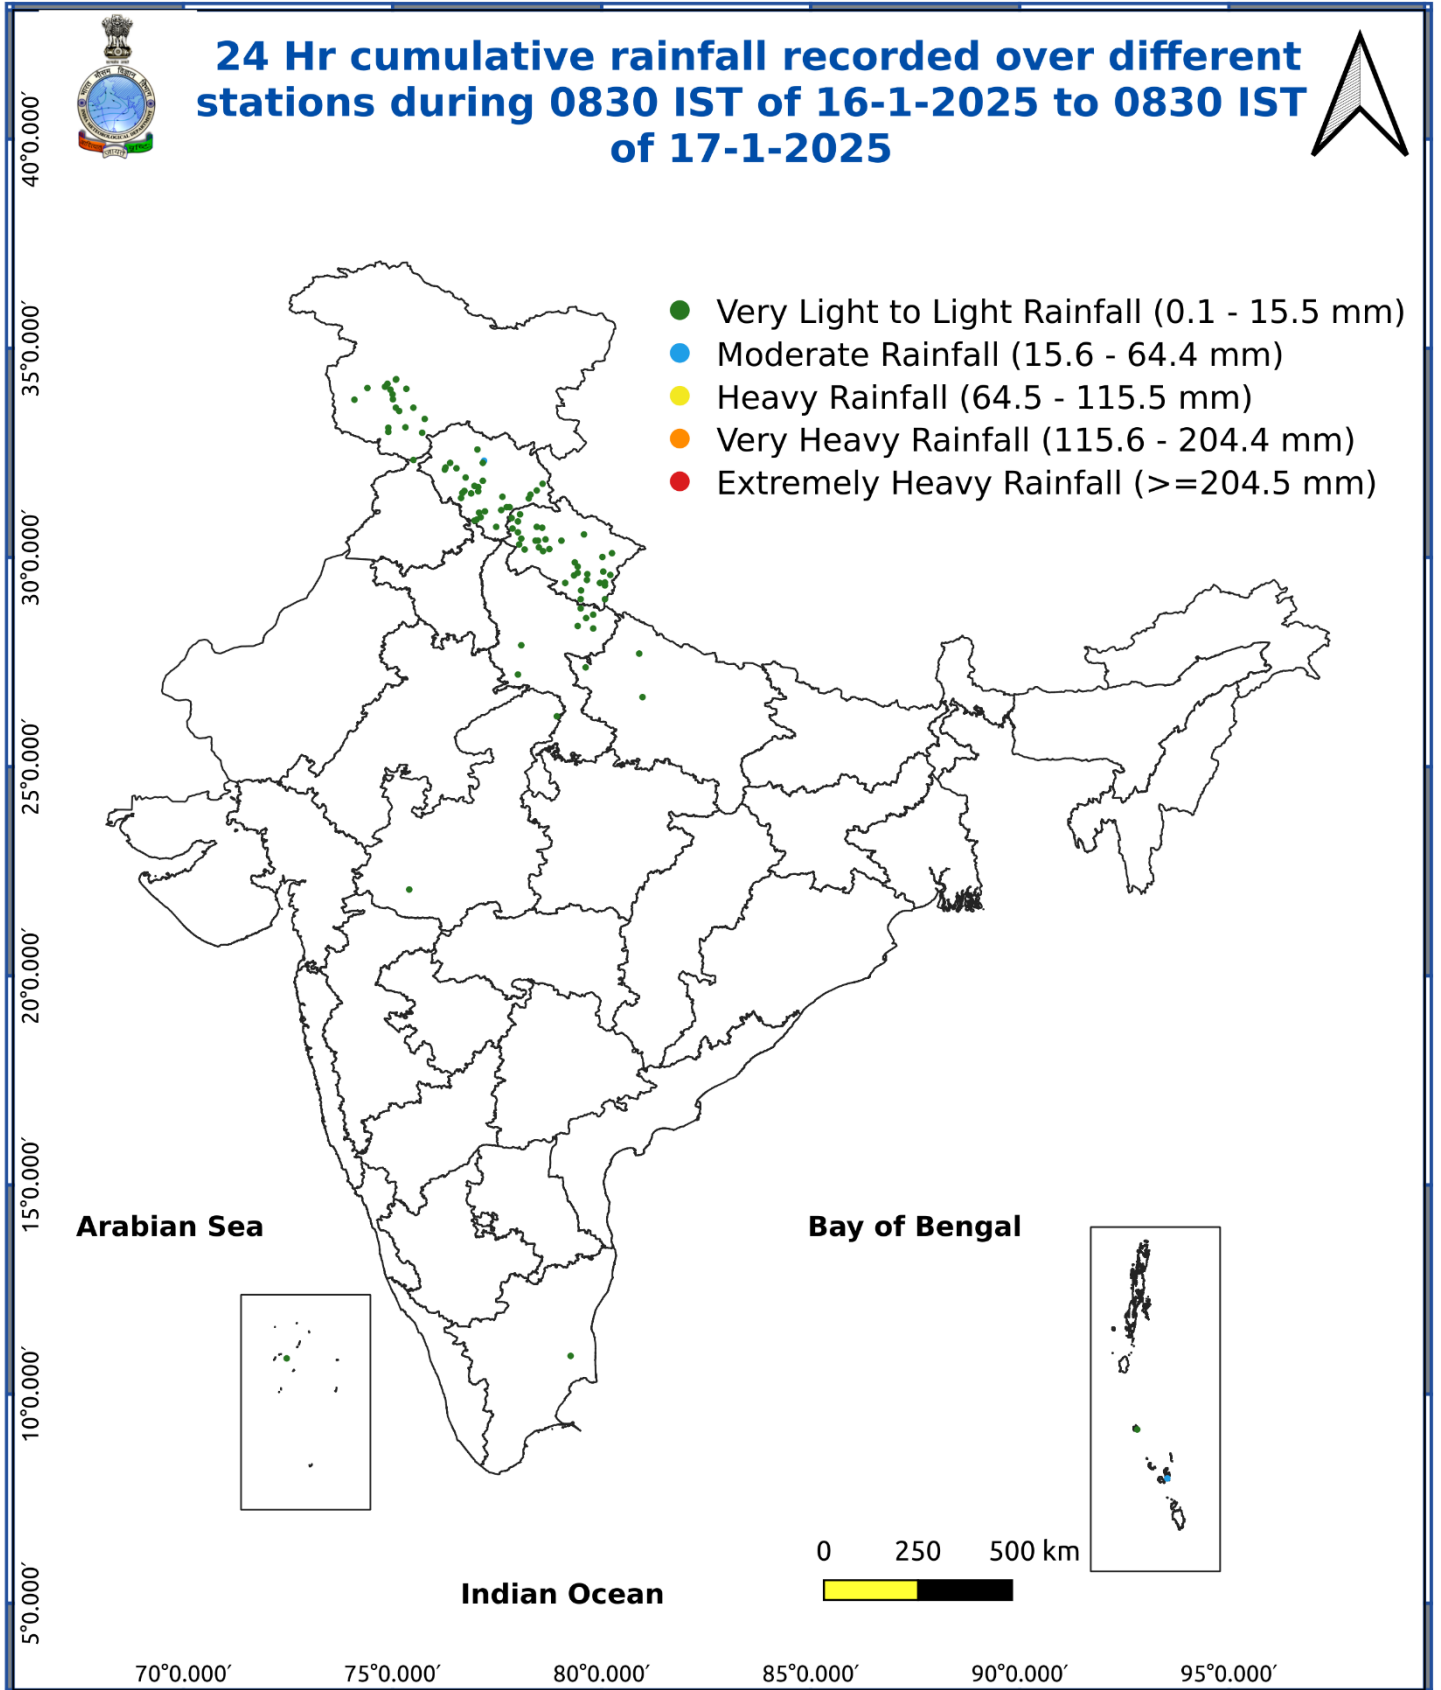 24 Hr cumulative rainfall recorded over different
stations during 0830 IST of 16-1-2025 to 0830 IST
of 17-1-2025
Very Light to Light Rainfall (0.1 - 15.5 mm)
Moderate Rainfall (15.6 - 64.4 mm)
Heavy Rainfall (64.5 - 115.5 mm)
Very Heavy Rainfall (115.6 - 204.4 mm)
Extremely Heavy Rainfall (>=204.5 mm)
40°0.000′
35°0.000′
30°0.000′
25°0.000′
20°0.000′
15°0.000′
10°0.000′
5°0.000′
Arabian Sea
Bay of Bengal
Indian Ocean
0 250 500 km
70°0.000′ 75°0.000′ 80°0.000′ 85°0.000′ 90°0.000′ 95°0.000′